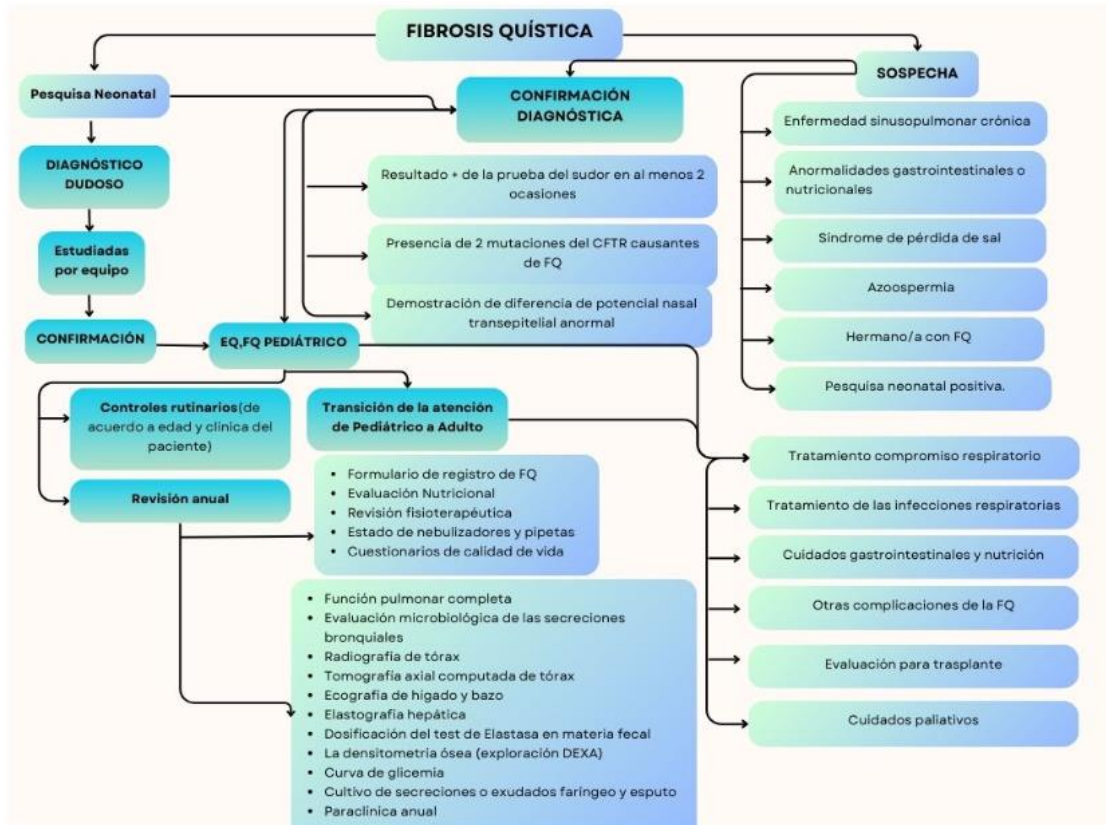 FIBROSIS QUÍSTICA
Pesquisa Neonatal
CONFIRMACIÓN
DIAGNÓSTICA
SOSPECHA
DIAGNÓSTICO
DUDOSO
Estudiadas
por equipo
CONFIRMACIÓN
Resultado + de la prueba del sudor en al menos 2
ocasiones
Presencia de 2 mutaciones del CFTR causantes
de FQ
Demostración de diferencia de potencial nasal
transepitelial anormal
Enfermedad sinusopulmonar crónica
Anormalidades gastrointestinales o
nutricionales
Síndrome de pérdida de sal
Azoospermia
Hermano/a con FQ
Pesquisa neonatal positiva.
EQ,FQ PEDIÁTRICO
Controles rutinarios(de
acuerdo a edad y clínica del
paciente)
Revisión anual
Transición de la atención
de Pediátrico a Adulto
• Formulario de registro de FQ
• Evaluación Nutricional
• Revisión fisioterapéutica
• Estado de nebulizadores y pipetas
• Cuestionarios de calidad de vida
• Función pulmonar completa
• Evaluación microbiológica de las secreciones
bronquiales
• Radiografía de tórax
• Tomografía axial computada de tórax
• Ecografía de hígado y bazo
• Elastografía hepática
• Dosificación del test de Elastasa en materia fecal
• La densitometría ósea (exploración DEXA)
• Curva de glicemia
• Cultivo de secreciones o exudados faríngeo y esputo
• Paraclínica anual
Tratamiento compromiso respiratorio
Tratamiento de las infecciones respiratorias
Cuidados gastrointestinales y nutrición
Otras complicaciones de la FQ
Evaluación para trasplante
Cuidados paliativos